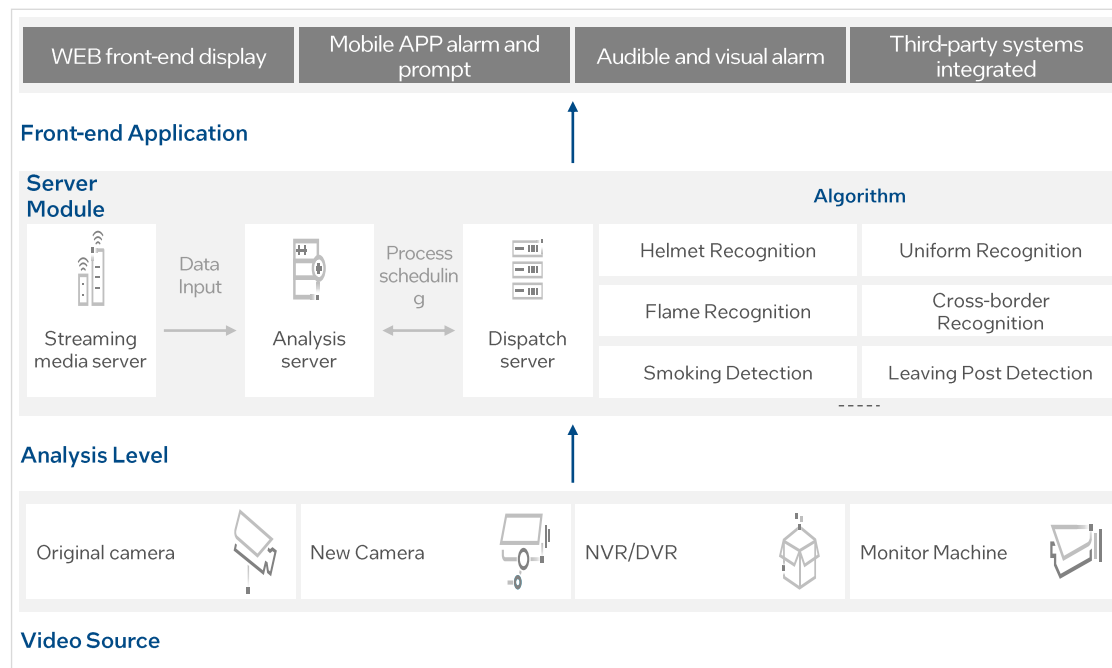 WEB front-end display
Mobile APP alarm and
prompt
Audible and visual alarm
Third-party systems
integrated
Front-end Application
Server
Module
Algorithm
Streaming
media server
Data
Input
Analysis
server
Process
schedulin
g
Dispatch
server
Helmet Recognition
Uniform Recognition
Flame Recognition
Cross-border
Recognition
Smoking Detection
Leaving Post Detection
Analysis Level
Original camera
New Camera
NVR/DVR
Monitor Machine
Video Source